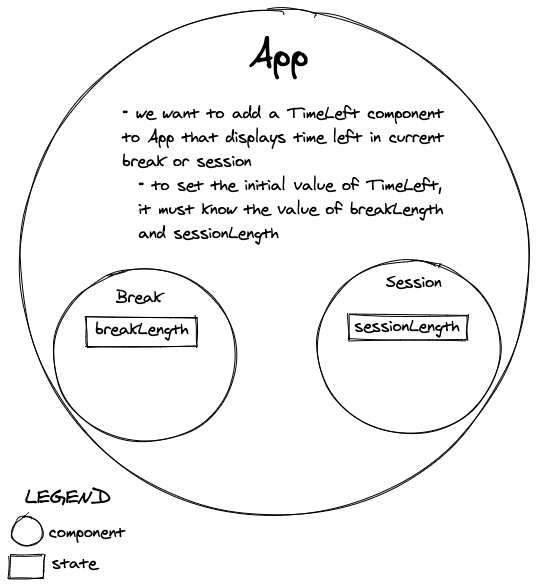 App
- we want to add a TimeLeft component
to App that displays time left in current
break or session
- to set the initial value of TimeLeft,
it must know the value of breakLength
and sessionLength
Break
breakLength
Session
sessionLength
LEGEND
component
state